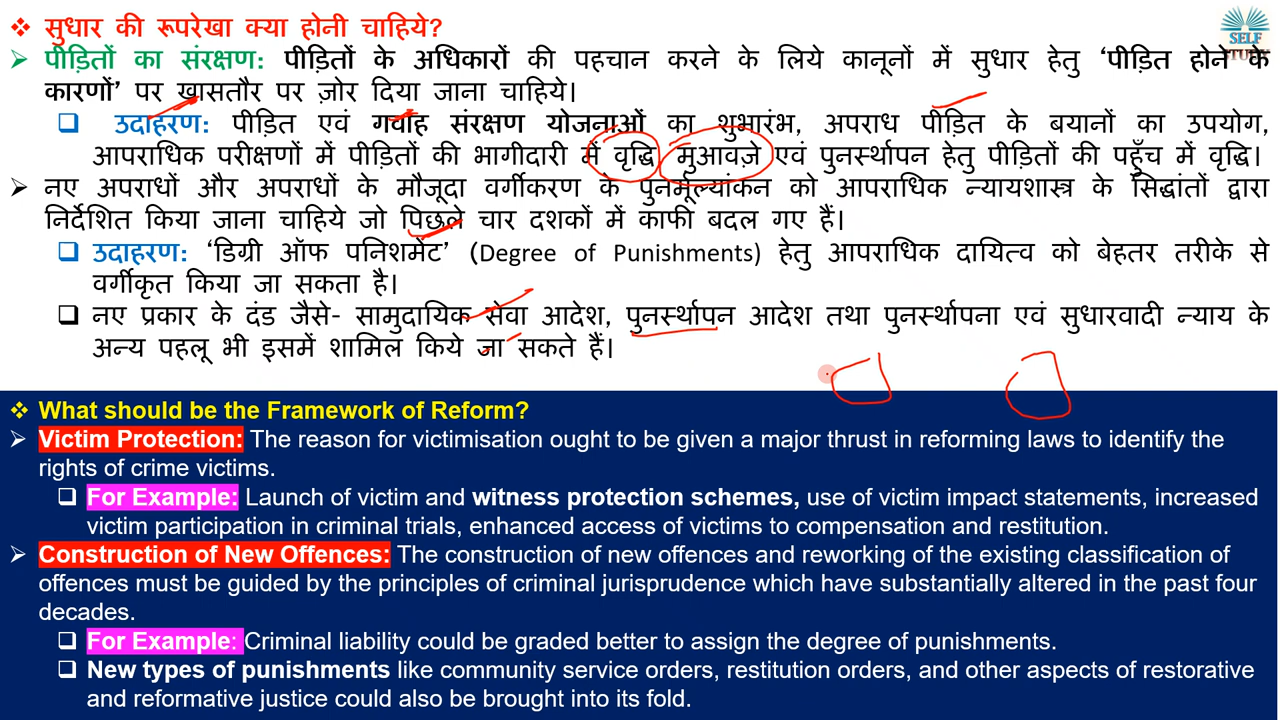 ❖ सुधार की रूपरेखा क्या होनी चाहिये?
SELF
STUDY
➢ पीड़ितों का संरक्षण: पीड़ितों के अधिकारों की पहचान करने के लिये कानूनों में सुधार हेतु ‘पीड़ित होने के
कारणों’ पर खासतौर पर ज़ोर दिया जाना चाहिये।
❑ उदाहरण: पीड़ित एवं गवाह संरक्षण योजनाओं का शुभारंभ, अपराध पीड़ित के बयानों का उपयोग,
आपराधिक परीक्षणों में पीड़ितों की भागीदारी में वृद्धि मुआवज़े एवं पुनर्स्थापन हेतु पीड़ितों की पहुँच में वृद्धि।
➢ नए अपराधों और अपराधों के मौजूदा वर्गीकरण के पुनर्मूल्यांकन को आपराधिक न्यायशास्त्र के सिद्धांतों द्वारा
निर्देशित किया जाना चाहिये जो पिछले चार दशकों में काफी बदल गए हैं।
❑ उदाहरण: ‘डिग्री ऑफ पनिशमेंट’ (Degree of Punishments) हेतु आपराधिक दायित्व को बेहतर तरीके से
वर्गीकृत किया जा सकता है।
❑ नए प्रकार के दंड जैसे- सामुदायिक सेवा आदेश, पुनर्स्थापन आदेश तथा पुनर्स्थापना एवं सुधारवादी न्याय के
अन्य पहलू भी इसमें शामिल किये जा सकते हैं।
❖ What should be the Framework of Reform?
➢ Victim Protection: The reason for victimisation ought to be given a major thrust in reforming laws to identify the
rights of crime victims.
❑ For Example: Launch of victim and witness protection schemes, use of victim impact statements, increased
victim participation in criminal trials, enhanced access of victims to compensation and restitution.
➢ Construction of New Offences: The construction of new offences and reworking of the existing classification of
offences must be guided by the principles of criminal jurisprudence which have substantially altered in the past four
decades.
❑ For Example: Criminal liability could be graded better to assign the degree of punishments.
❑ New types of punishments like community service orders, restitution orders, and other aspects of restorative
and reformative justice could also be brought into its fold.